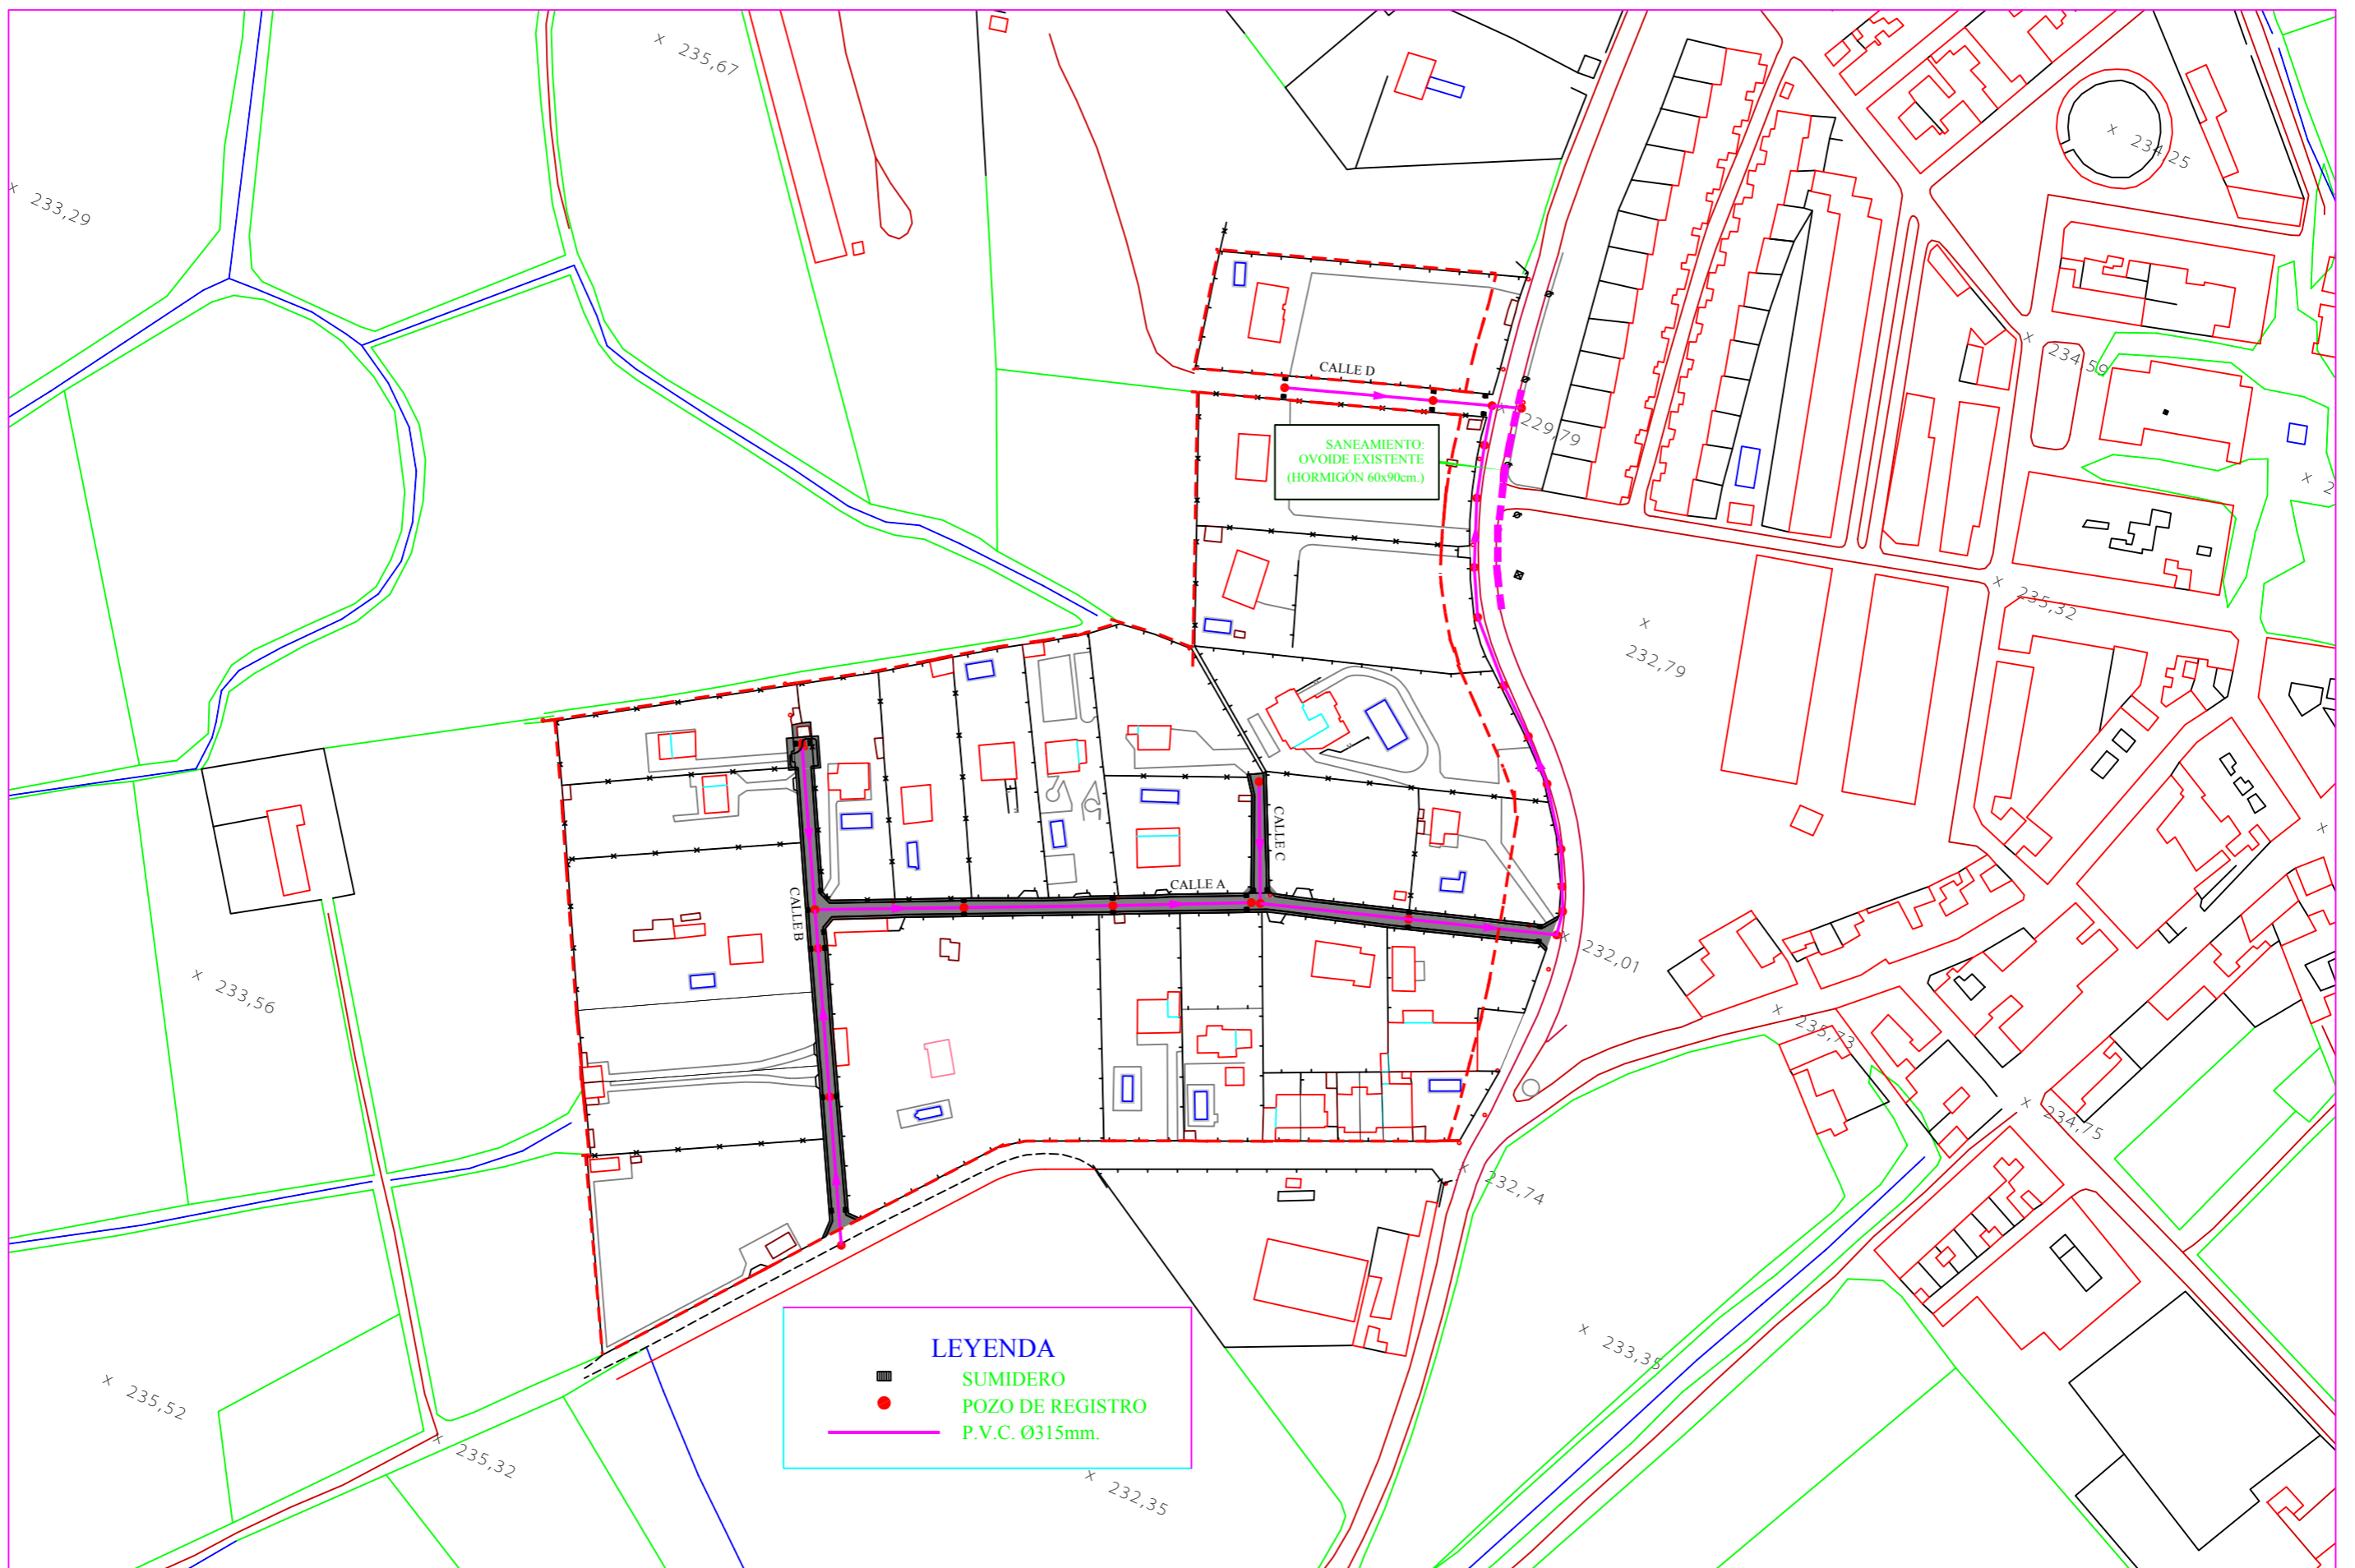 235,67
233,29
234,25
CALLE D
234,59
229,79
SANEAMIENTO:
OVOIDE EXISTENTE
(HORMIGÓN 60x90cm.)
235,32
232,79
CALLE C
CALLE A
CALLE B
232,01
233,56
235,73
234,75
232,74
233,35
LEYENDA
SUMIDERO
POZO DE REGISTRO
P.V.C. Ø315mm.
235,52
235,32
232,35